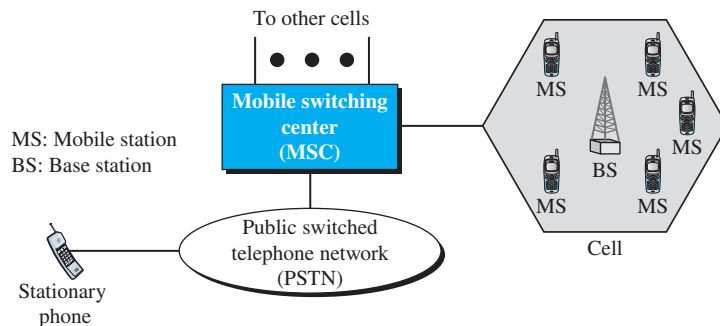 To other cells
Mobile switching
center
(MSC)
MS: Mobile station
BS: Base station
MS
MS
MS
BS
MS
MS
Cell
Public switched
telephone network
(PSTN)
Stationary
phone